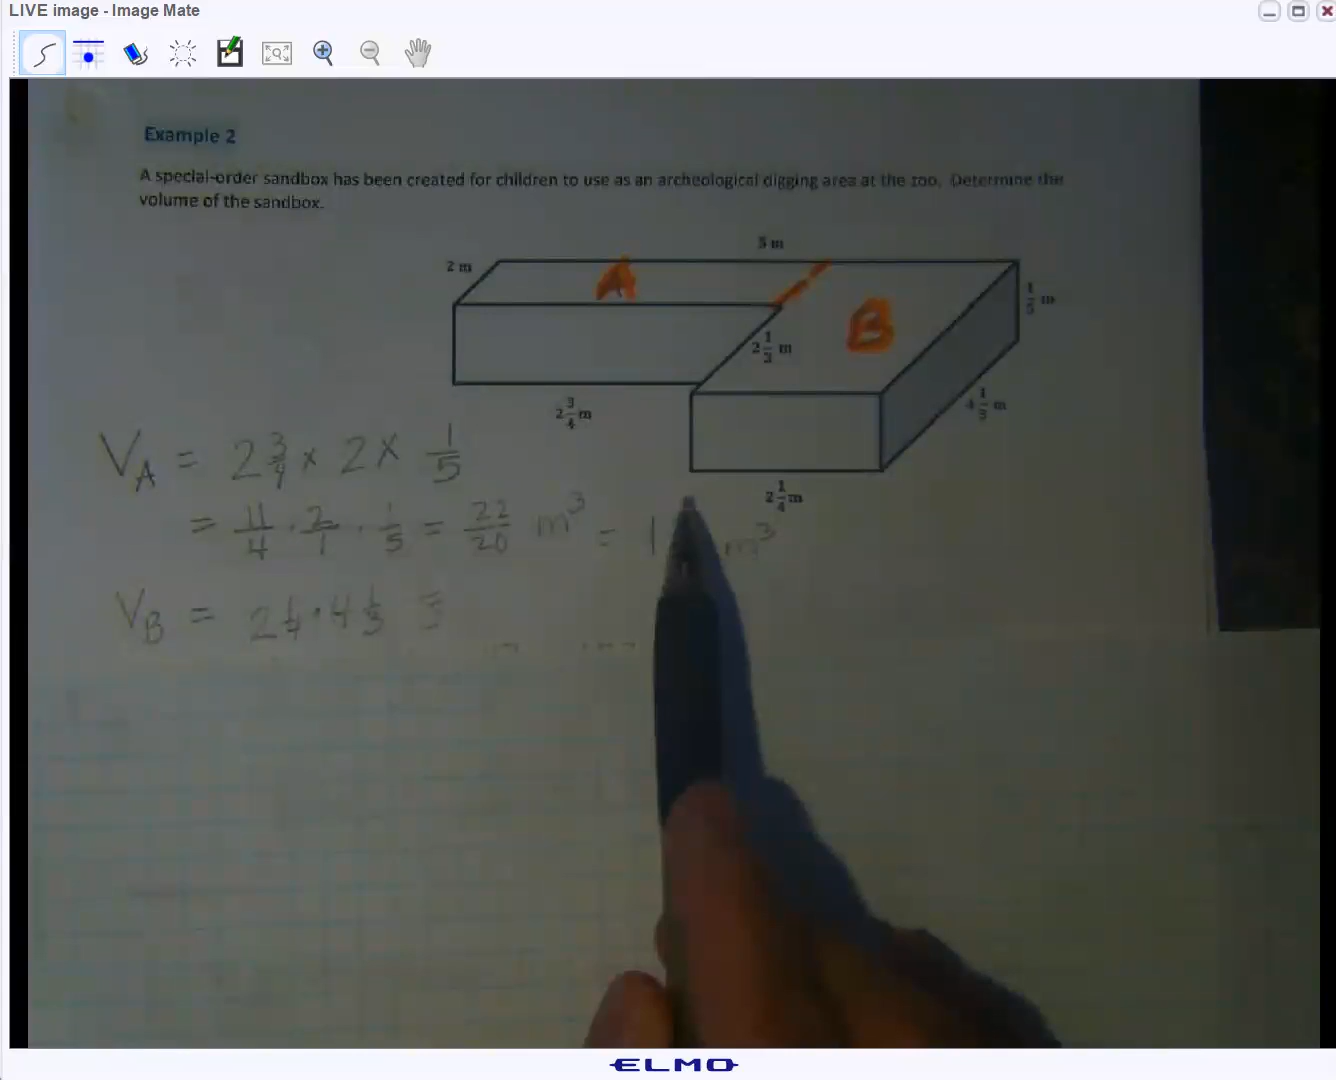 LIVE image - Image Mate
Example 2
A special-order sandbox has been created for children to use as an archeological digging area at the zoo. Determine the
volume of the sandbox.
5 m
2 m
A
B
1/5 m
2 1/2 m
4 1/3 m
2 3/4 m
2 1/4 m
V_A = 2 3/4 × 2 × 1/5
= 11/4 · 2/1 · 1/5 = 22/20 m³ = 1 m³
V_B = 2 1/4 · 4 1/3
ELMO